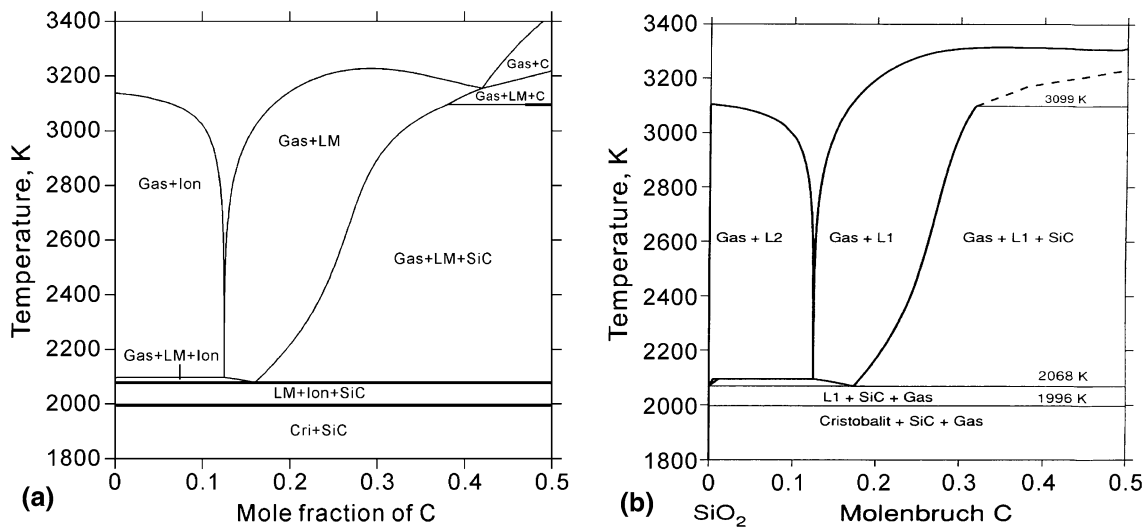 3400
3200
3000
2800
2600
2400
2200
2000
1800
Temperature, K
Gas+C
Gas+LM+C
Gas+LM
Gas+Ion
Gas+LM+SiC
Gas+LM+Ion
LM+Ion+SiC
Cri+SiC
0 0.1 0.2 0.3 0.4 0.5
(a) Mole fraction of C
3400
3200
3000
2800
2600
2400
2200
2000
1800
Temperature, K
3099 K
Gas + L2 Gas + L1 Gas + L1 + SiC
2068 K
L1 + SiC + Gas 1996 K
Cristobalit + SiC + Gas
0 0.1 0.2 0.3 0.4 0.5
(b) SiO2 Molenbruch C